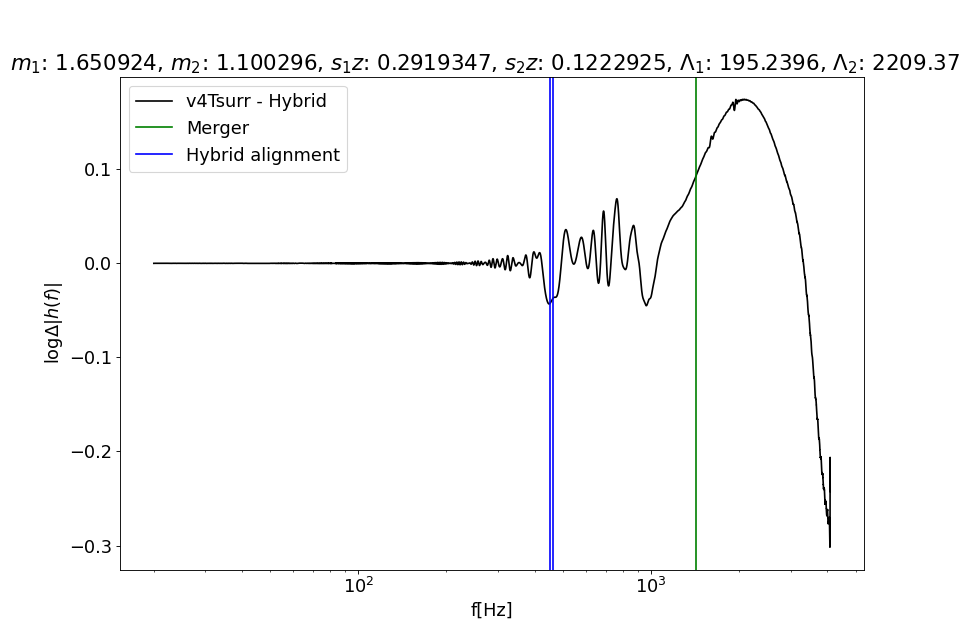 m₁: 1.650924, m₂: 1.100296, s₁z: 0.2919347, s₂z: 0.1222925, Λ₁: 195.2396, Λ₂: 2209.37
v4Tsurr - Hybrid
Merger
Hybrid alignment
0.1
0.0
−0.1
−0.2
−0.3
logΔ|h(f)|
10² 10³
f[Hz]